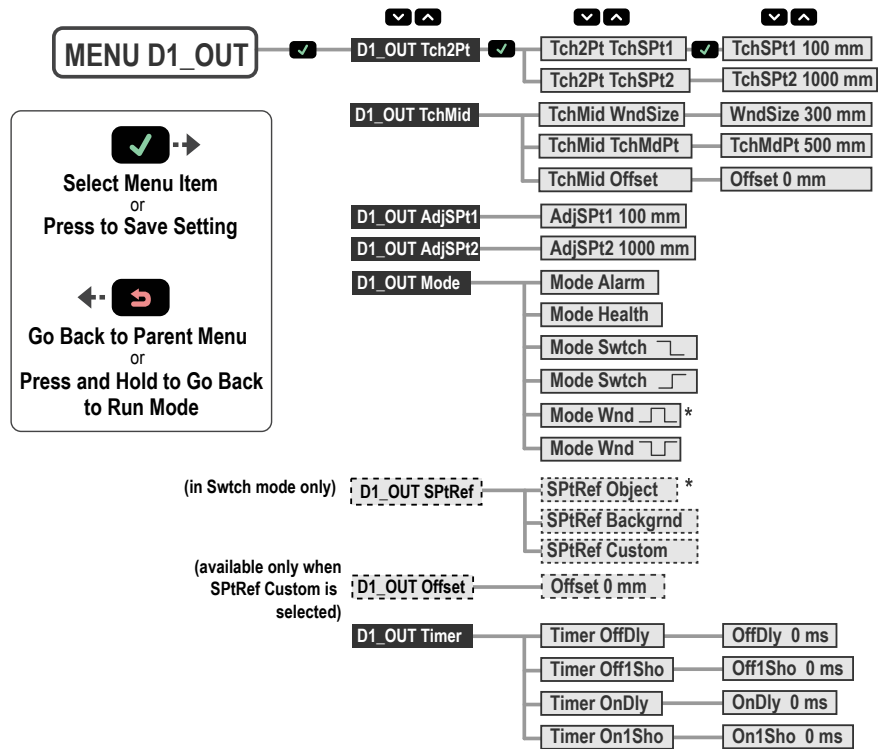 MENU D1_OUT
D1_OUT Tch2Pt
Tch2Pt TchSPt1
TchSPt1 100 mm
Tch2Pt TchSPt2
TchSPt2 1000 mm
D1_OUT TchMid
TchMid WndSize
WndSize 300 mm
TchMid TchMdPt
TchMdPt 500 mm
TchMid Offset
Offset 0 mm
Select Menu Item
or
Press to Save Setting
Go Back to Parent Menu
or
Press and Hold to Go Back
to Run Mode
D1_OUT AdjSPt1
AdjSPt1 100 mm
D1_OUT AdjSPt2
AdjSPt2 1000 mm
D1_OUT Mode
Mode Alarm
Mode Health
Mode Swtch
Mode Swtch
Mode Wnd *
Mode Wnd
(in Swtch mode only)
D1_OUT SPtRef
SPtRef Object *
SPtRef Backgrnd
SPtRef Custom
(available only when
SPtRef Custom is
selected)
D1_OUT Offset
Offset 0 mm
D1_OUT Timer
Timer OffDly
OffDly 0 ms
Timer Off1Sho
Off1Sho 0 ms
Timer OnDly
OnDly 0 ms
Timer On1Sho
On1Sho 0 ms